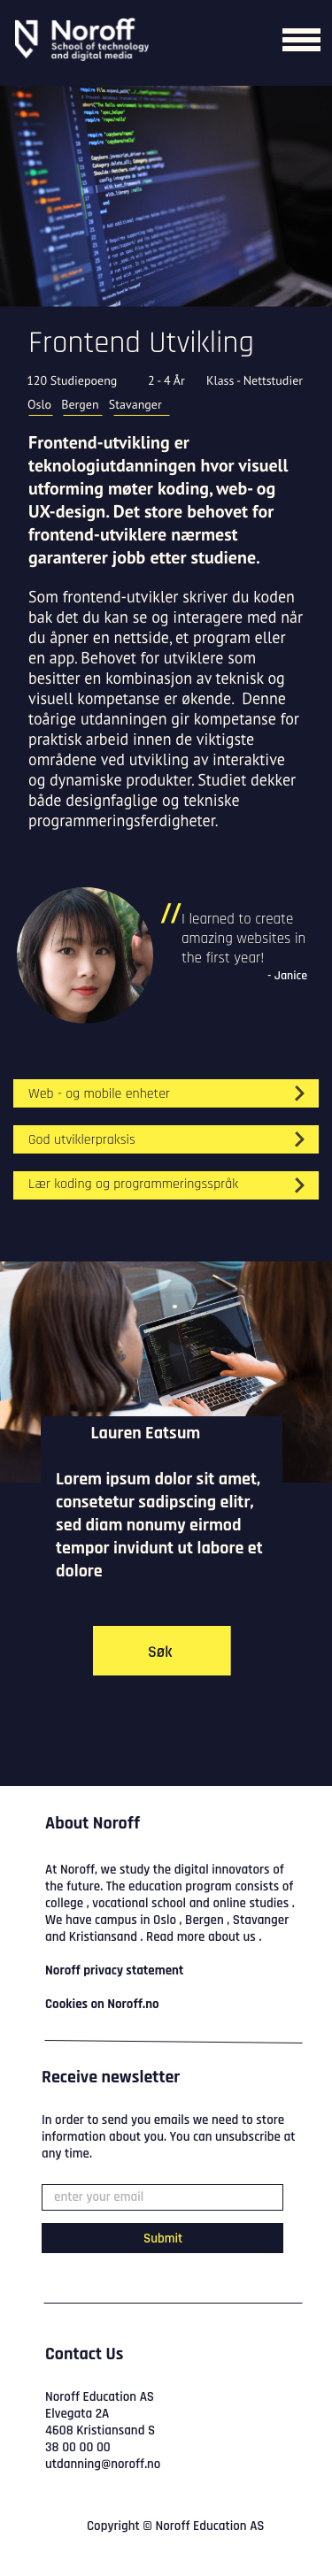 Noroff
School of technology
and digital media
Frontend Utvikling
120 Studiepoeng 2 - 4 År Klass - Nettstudier
Oslo Bergen Stavanger
Frontend-utvikling er
teknologiutdanningen hvor visuell
utforming møter koding, web- og
UX-design. Det store behovet for
frontend-utviklere nærmest
garanterer jobb etter studiene.
Som frontend-utvikler skriver du koden
bak det du kan se og interagere med når
du åpner en nettside, et program eller
en app. Behovet for utviklere som
besitter en kombinasjon av teknisk og
visuell kompetanse er økende. Denne
toårige utdanningen gir kompetanse for
praktisk arbeid innen de viktigste
områdene ved utvikling av interaktive
og dynamiske produkter. Studiet dekker
både designfaglige og tekniske
programmeringsferdigheter.
// I learned to create
amazing websites in
the first year!
- Janice
Web - og mobile enheter
God utviklerpraksis
Lær koding og programmeringsspråk
Lauren Eatsum
Lorem ipsum dolor sit amet,
consetetur sadipscing elitr,
sed diam nonumy eirmod
tempor invidunt ut labore et
dolore
Søk
About Noroff
At Noroff, we study the digital innovators of
the future. The education program consists of
college , vocational school and online studies .
We have campus in Oslo , Bergen , Stavanger
and Kristiansand . Read more about us .
Noroff privacy statement
Cookies on Noroff.no
Receive newsletter
In order to send you emails we need to store
information about you. You can unsubscribe at
any time.
enter your email
Submit
Contact Us
Noroff Education AS
Elvegata 2A
4608 Kristiansand S
38 00 00 00
utdanning@noroff.no
Copyright © Noroff Education AS